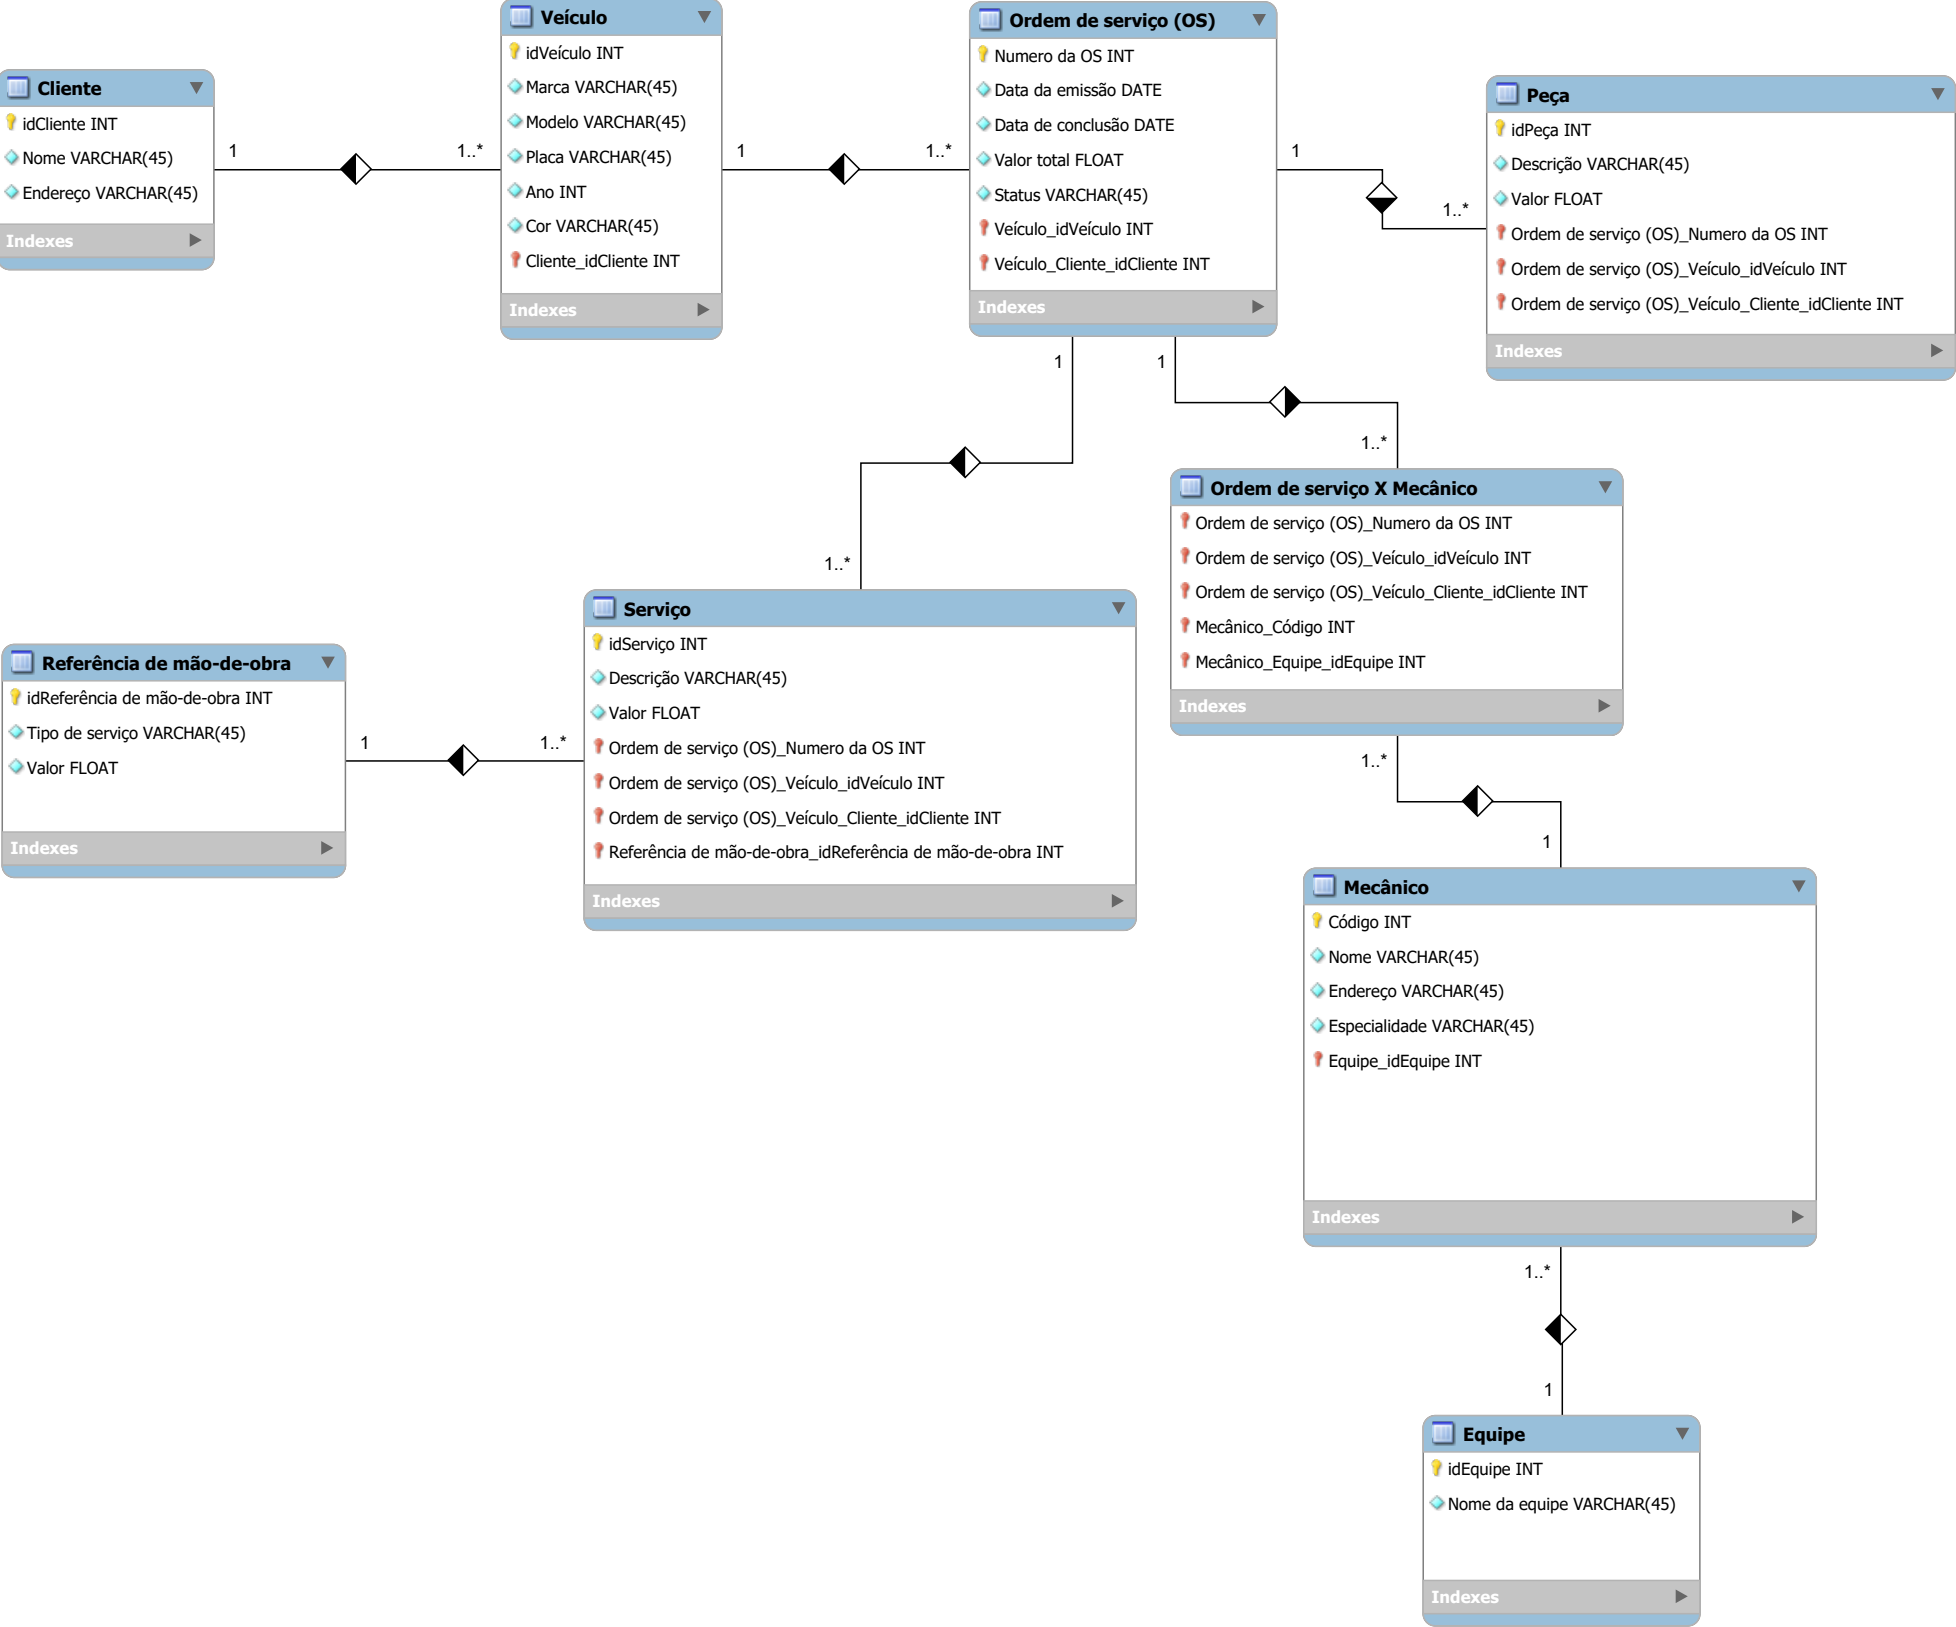 Cliente
idCliente INT
Nome VARCHAR(45)
Endereço VARCHAR(45)
Indexes
1
1..*
Veículo
idVeículo INT
Marca VARCHAR(45)
Modelo VARCHAR(45)
Placa VARCHAR(45)
Ano INT
Cor VARCHAR(45)
Cliente_idCliente INT
Indexes
1
1..*
Ordem de serviço (OS)
Numero da OS INT
Data da emissão DATE
Data de conclusão DATE
Valor total FLOAT
Status VARCHAR(45)
Veículo_idVeículo INT
Veículo_Cliente_idCliente INT
Indexes
1
1..*
Peça
idPeça INT
Descrição VARCHAR(45)
Valor FLOAT
Ordem de serviço (OS)_Numero da OS INT
Ordem de serviço (OS)_Veículo_idVeículo INT
Ordem de serviço (OS)_Veículo_Cliente_idCliente INT
Indexes
1
1..*
1
1..*
Referência de mão-de-obra
idReferência de mão-de-obra INT
Tipo de serviço VARCHAR(45)
Valor FLOAT
Indexes
1
1..*
Serviço
idServiço INT
Descrição VARCHAR(45)
Valor FLOAT
Ordem de serviço (OS)_Numero da OS INT
Ordem de serviço (OS)_Veículo_idVeículo INT
Ordem de serviço (OS)_Veículo_Cliente_idCliente INT
Referência de mão-de-obra_idReferência de mão-de-obra INT
Indexes
Ordem de serviço X Mecânico
Ordem de serviço (OS)_Numero da OS INT
Ordem de serviço (OS)_Veículo_idVeículo INT
Ordem de serviço (OS)_Veículo_Cliente_idCliente INT
Mecânico_Código INT
Mecânico_Equipe_idEquipe INT
Indexes
1..*
1
Mecânico
Código INT
Nome VARCHAR(45)
Endereço VARCHAR(45)
Especialidade VARCHAR(45)
Equipe_idEquipe INT
Indexes
1..*
1
Equipe
idEquipe INT
Nome da equipe VARCHAR(45)
Indexes